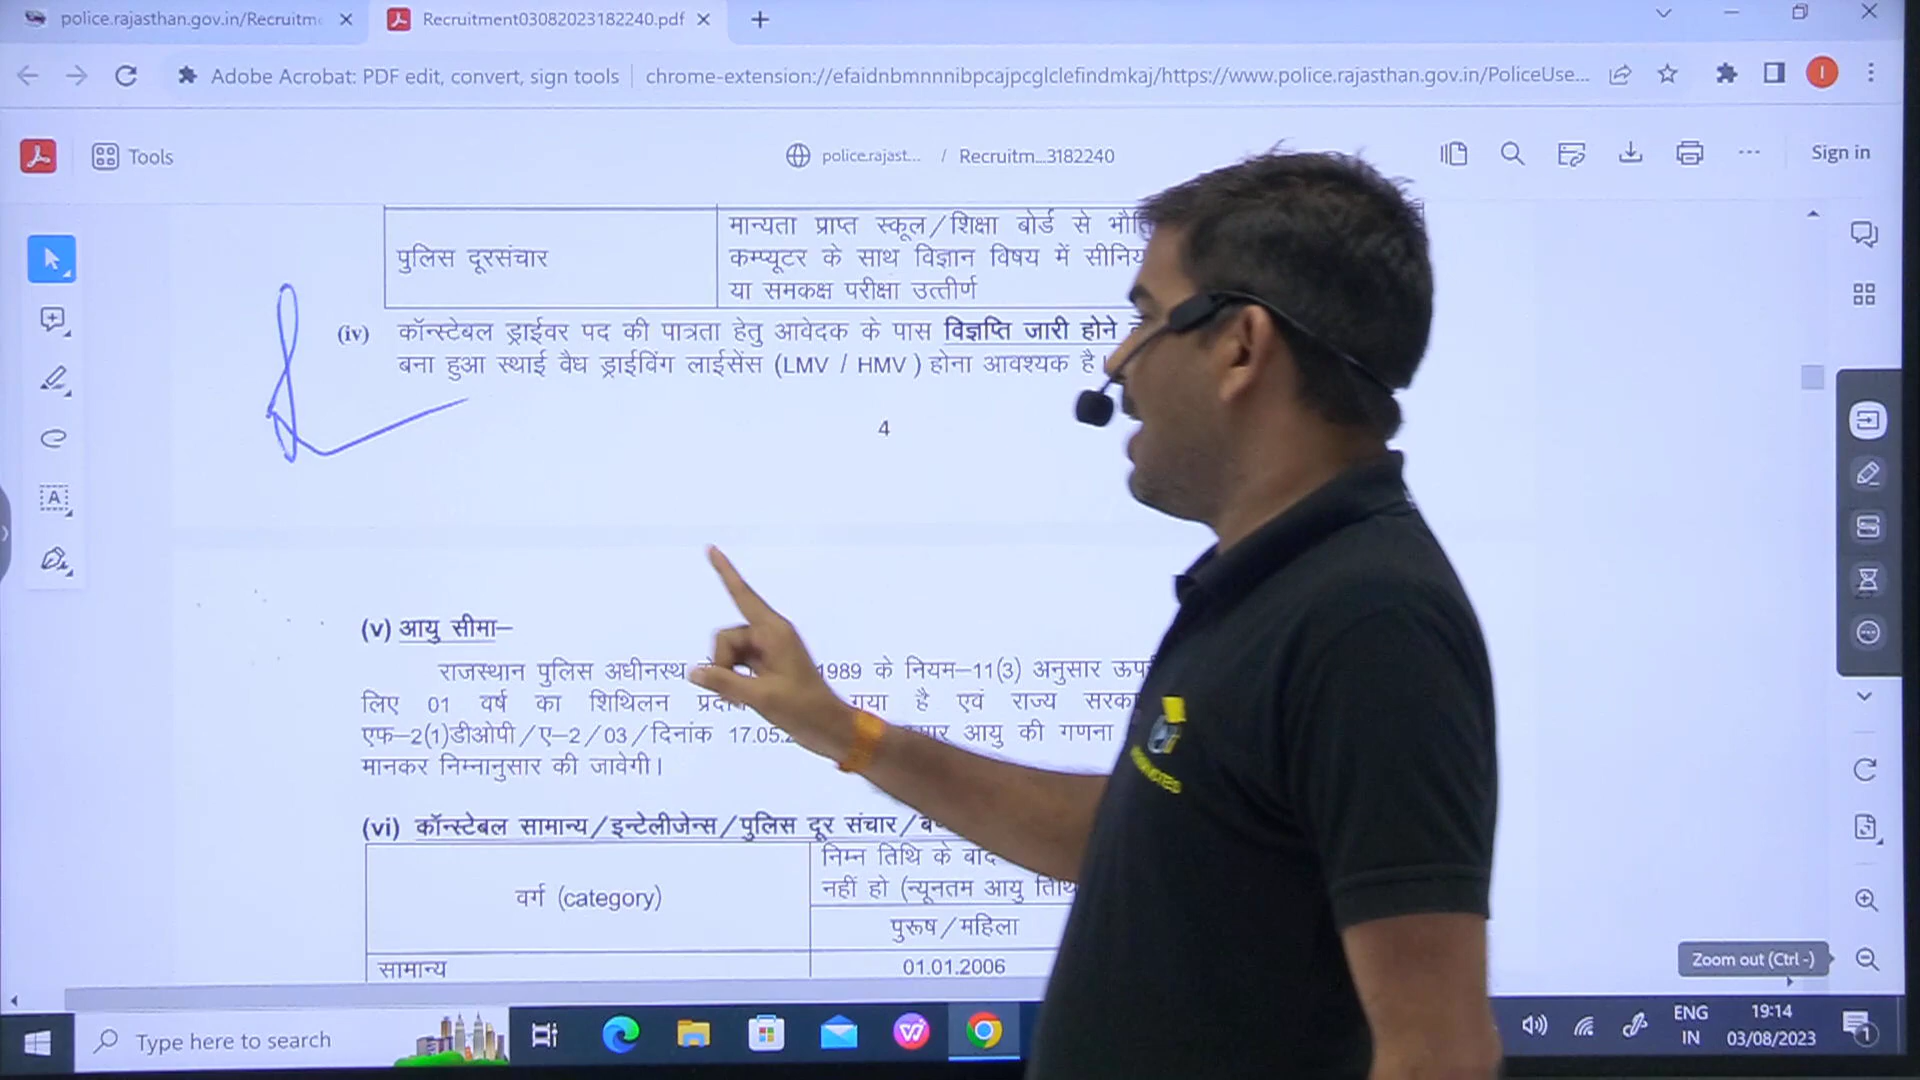 police.rajasthan.gov.in/Recruitm
Recruitment03082023182240.pdf
Adobe Acrobat: PDF edit, convert, sign tools
chrome-extension://efaidnbmnnnibpcajpcglclefindmkaj/https://www.police.rajasthan.gov.in/PoliceUse...
I
Tools
police.rajast... / Recruitm...3182240
Sign in
मान्यता प्राप्त स्कूल/शिक्षा बोर्ड से
पुलिस दूरसंचार
कम्प्यूटर के साथ विज्ञान विषय में
या समकक्ष परीक्षा उत्तीर्ण
(iv) कॉन्स्टेबल ड्राईवर पद की पात्रता हेतु आवेदक के पास विज्ञप्ति जारी होने
बना हुआ स्थाई वैध ड्राईविंग लाईसेंस (LMV / HMV) होना आवश्यक है।
4
(v) आयु सीमा–
राजस्थान पुलिस अधीनस्थ 1989 के नियम–11(3) अनुसार
लिए 01 वर्ष का शिथिलन गया है एवं राज्य
एफ–2(1)डीओपी/ए–2/03/दिनांक 17.05. आयु की गणना
मानकर निम्नानुसार की जावेगी।
(vi) कॉन्स्टेबल सामान्य/इन्टेलीजेन्स/पुलिस दूर संचार/
निम्न तिथि के बाद
वर्ग (category)
नहीं हो (न्यूनतम आयु
पुरूष/महिला
सामान्य
01.01.2006
Zoom out (Ctrl -)
Type here to search
ENG
IN
19:14
03/08/2023
1